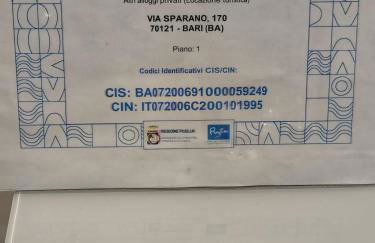 Altri alloggi privati (Locazione turistica)
VIA SPARANO, 170
70121 - BARI (BA)
Piano: 1
Codici Identificativi CIS/CIN:
CIS: BA07200691000059249
CIN: IT072006C200101995
REGIONE PUGLIA
Puglia